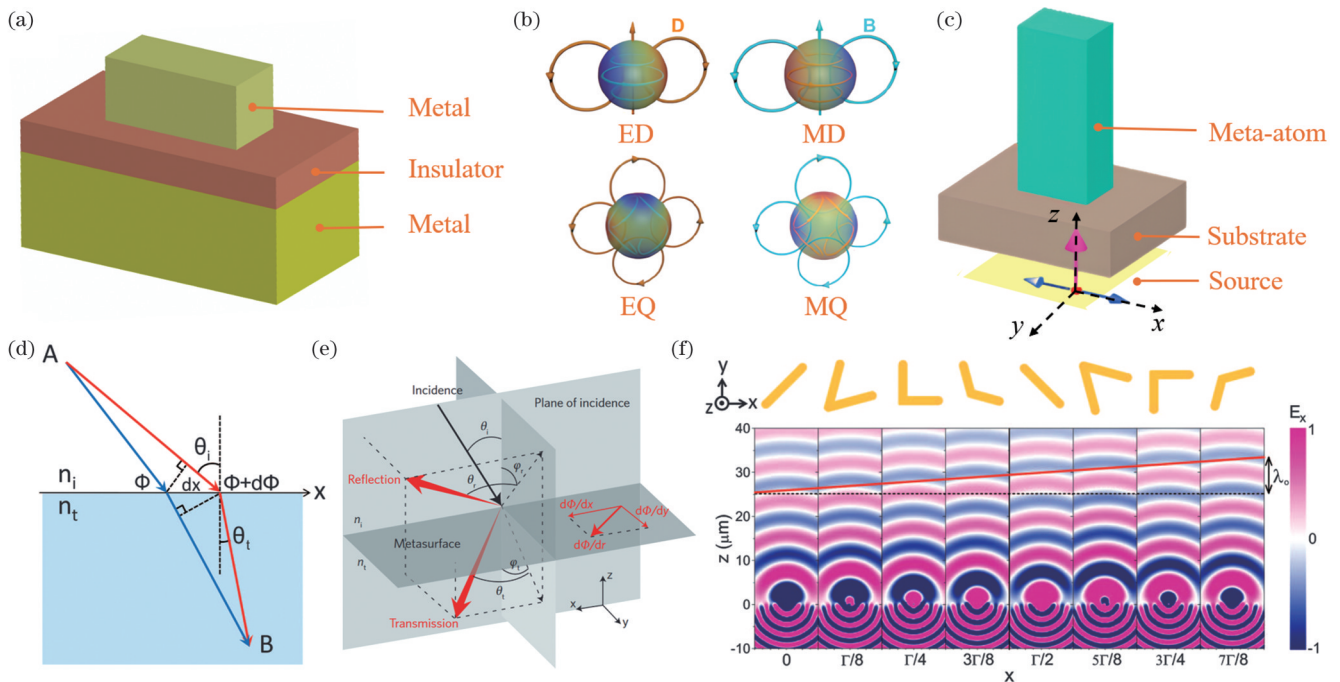 (a)
Metal
Insulator
Metal
(b)
D
B
ED
MD
EQ
MQ
(c)
Meta-atom
z
Substrate
Source
y
x
(d)
A
θi
ni
Φ
dx
Φ+dΦ
X
nt
θt
B
(e)
Incidence
Plane of incidence
θi
φr
Reflection
θr
dΦ/dx
dΦ/dy
dΦ/dr
ni
nt
Metasurface
φt
θt
Transmission
z
x
y
(f)
y
z
x
Ex
40
30
20
10
0
-10
z (μm)
λo
1
0
-1
0
Γ/8
Γ/4
3Γ/8
Γ/2
5Γ/8
3Γ/4
7Γ/8
x